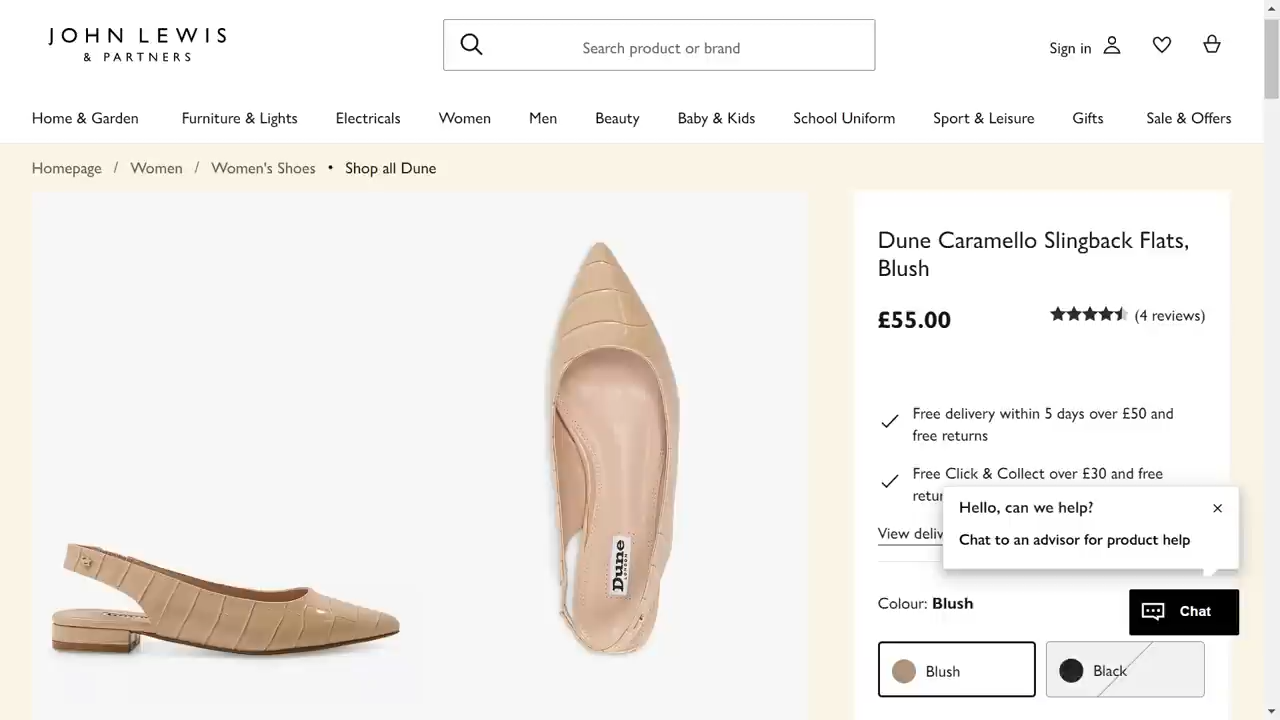 JOHN LEWIS
& PARTNERS
Search product or brand
Sign in
Home & Garden
Furniture & Lights
Electricals
Women
Men
Beauty
Baby & Kids
School Uniform
Sport & Leisure
Gifts
Sale & Offers
Homepage / Women / Women's Shoes • Shop all Dune
Dune
LONDON
Dune Caramello Slingback Flats,
Blush
£55.00
(4 reviews)
Free delivery within 5 days over £50 and
free returns
Free Click & Collect over £30 and free
Hello, can we help?
Chat to an advisor for product help
View
Colour: Blush
Chat
Blush
Black